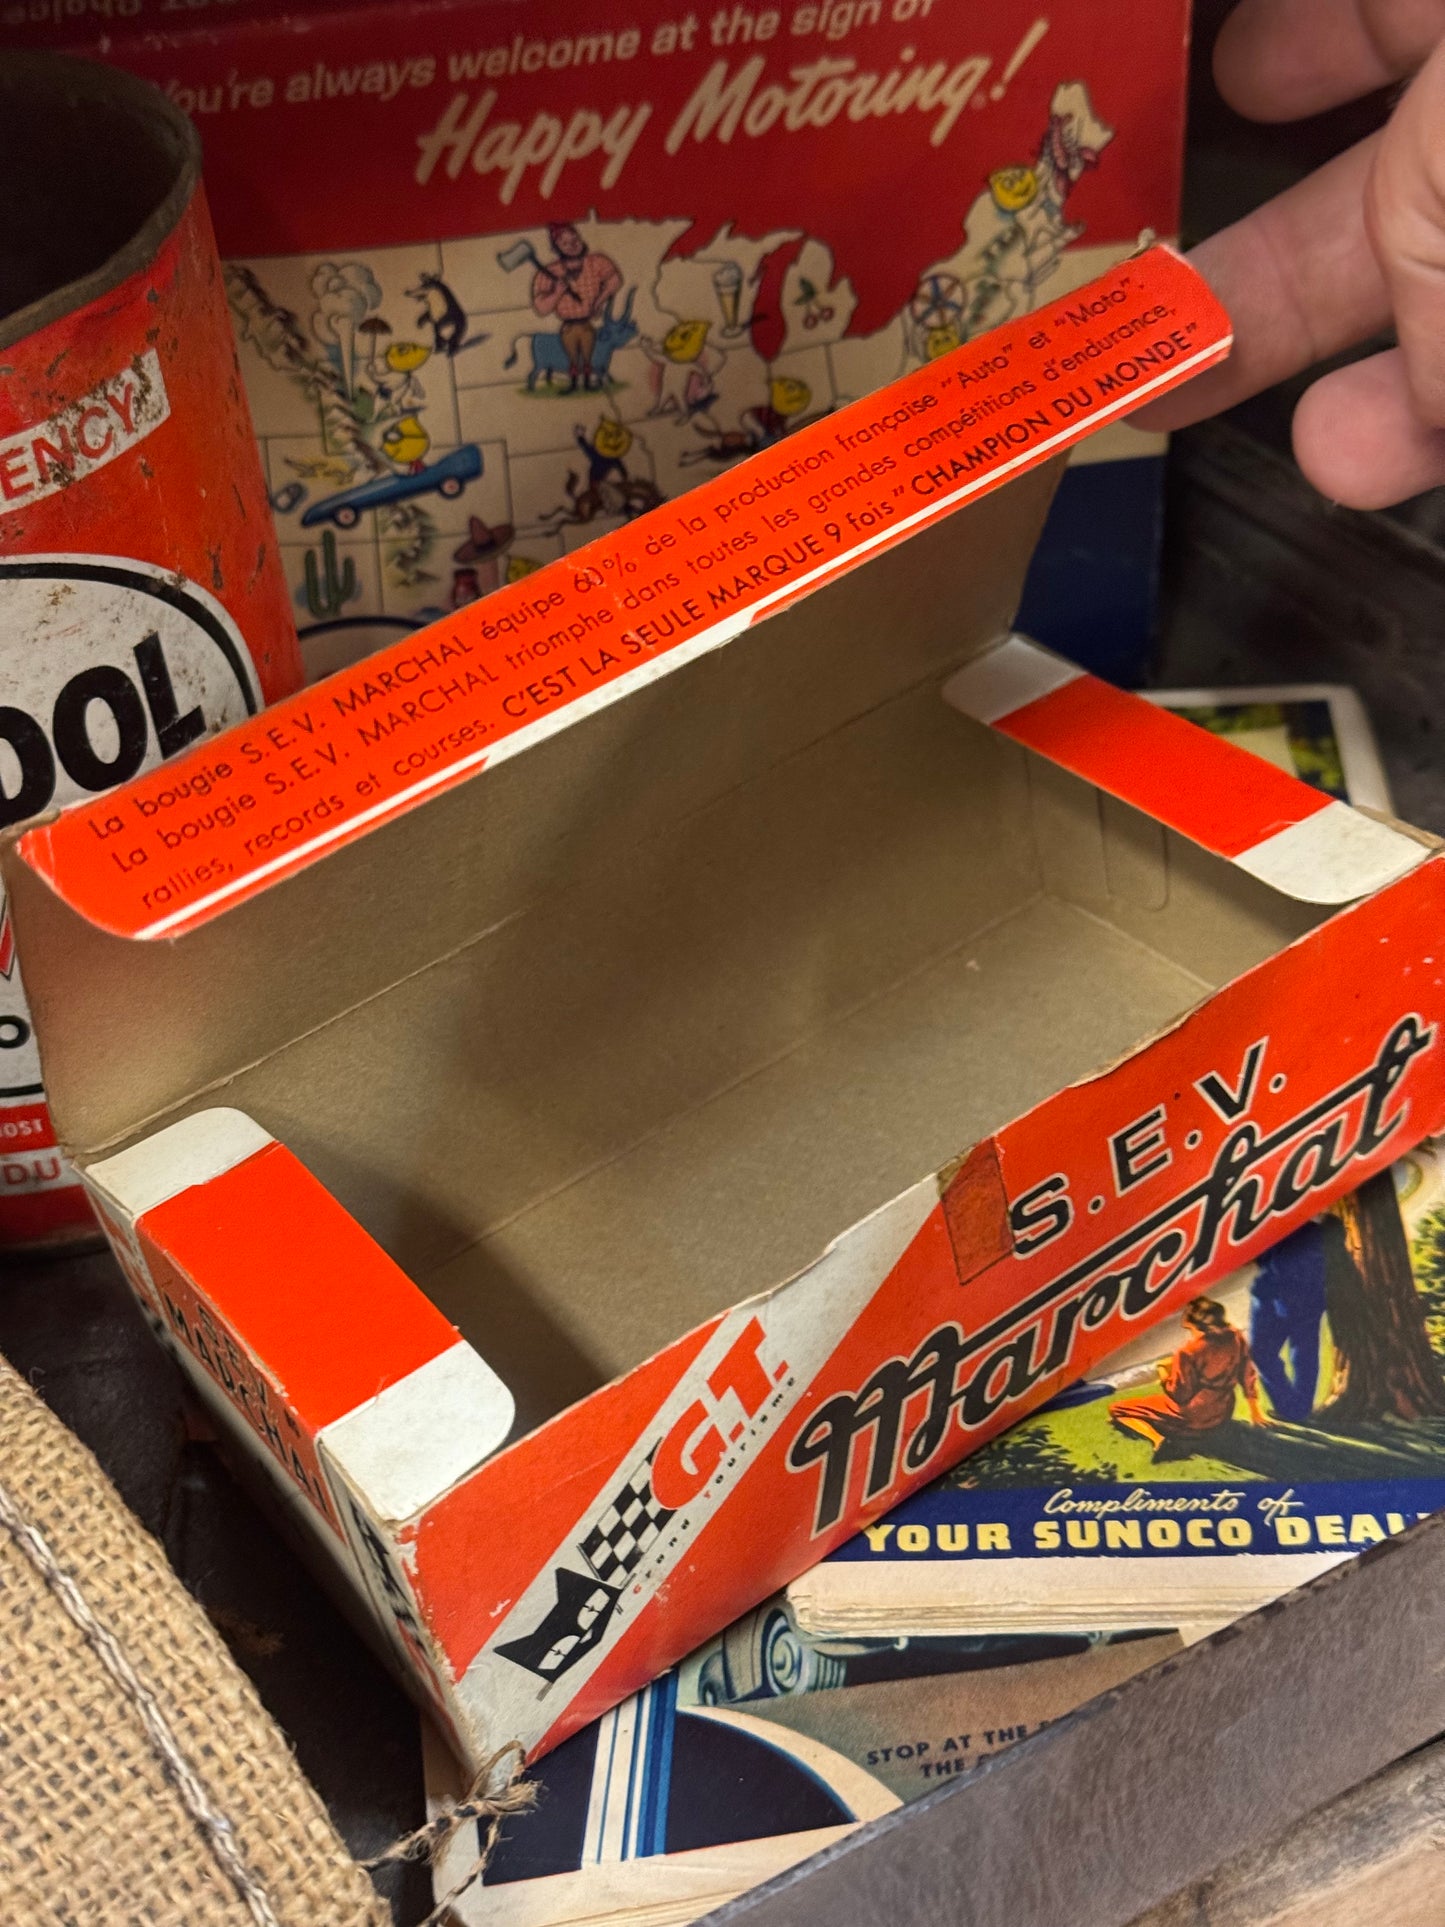 You're always welcome at the sign of
Happy Motoring!
ENCY
OOL
OST
DU
La bougie S.E.V. MARCHAL équipe 60% de la production française "Auto" et "Moto".
La bougie S.E.V. MARCHAL triomphe dans toutes les grandes compétitions d'endurance,
rallies, records et courses. C'EST LA SEULE MARQUE 9 fois "CHAMPION DU MONDE"
S.E.V.
Marchal
G.T.
Grand Tourisme
MARCHAL
Compliments of
YOUR SUNOCO DEAL
STOP AT THE
THE